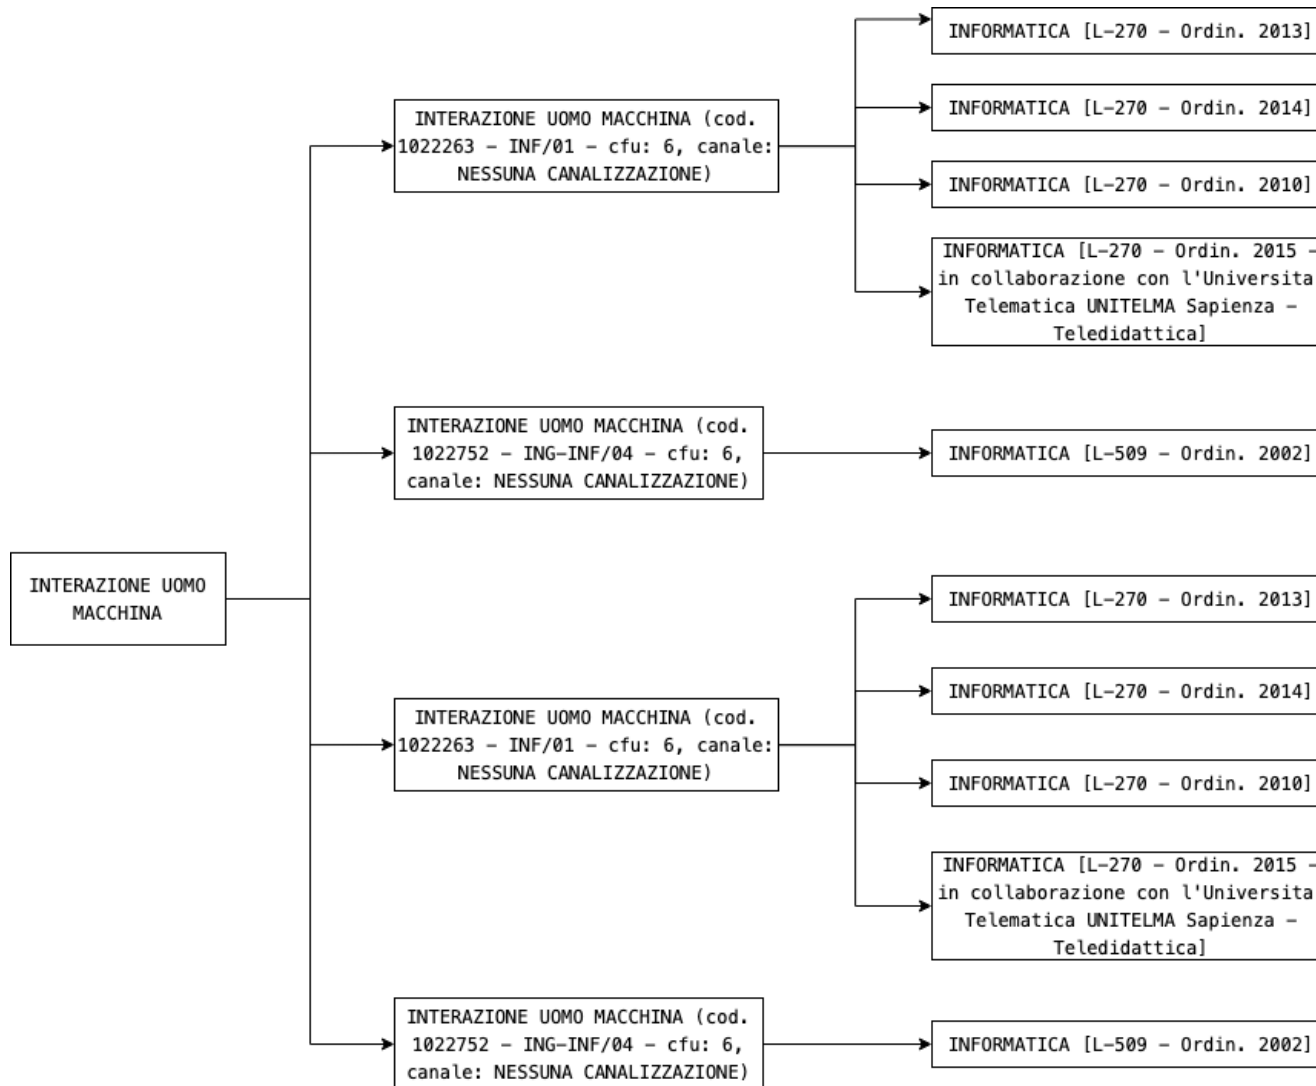 INFORMATICA [L-270 - Ordin. 2013]
INTERAZIONE UOMO MACCHINA (cod.
1022263 - INF/01 - cfu: 6, canale:
NESSUNA CANALIZZAZIONE)
INFORMATICA [L-270 - Ordin. 2014]
INFORMATICA [L-270 - Ordin. 2010]
INFORMATICA [L-270 - Ordin. 2015 -
in collaborazione con l'Universita
Telematica UNITELMA Sapienza -
Teledidattica]
INTERAZIONE UOMO MACCHINA (cod.
1022752 - ING-INF/04 - cfu: 6,
canale: NESSUNA CANALIZZAZIONE)
INFORMATICA [L-509 - Ordin. 2002]
INTERAZIONE UOMO
MACCHINA
INFORMATICA [L-270 - Ordin. 2013]
INTERAZIONE UOMO MACCHINA (cod.
1022263 - INF/01 - cfu: 6, canale:
NESSUNA CANALIZZAZIONE)
INFORMATICA [L-270 - Ordin. 2014]
INFORMATICA [L-270 - Ordin. 2010]
INFORMATICA [L-270 - Ordin. 2015 -
in collaborazione con l'Universita
Telematica UNITELMA Sapienza -
Teledidattica]
INTERAZIONE UOMO MACCHINA (cod.
1022752 - ING-INF/04 - cfu: 6,
canale: NESSUNA CANALIZZAZIONE)
INFORMATICA [L-509 - Ordin. 2002]